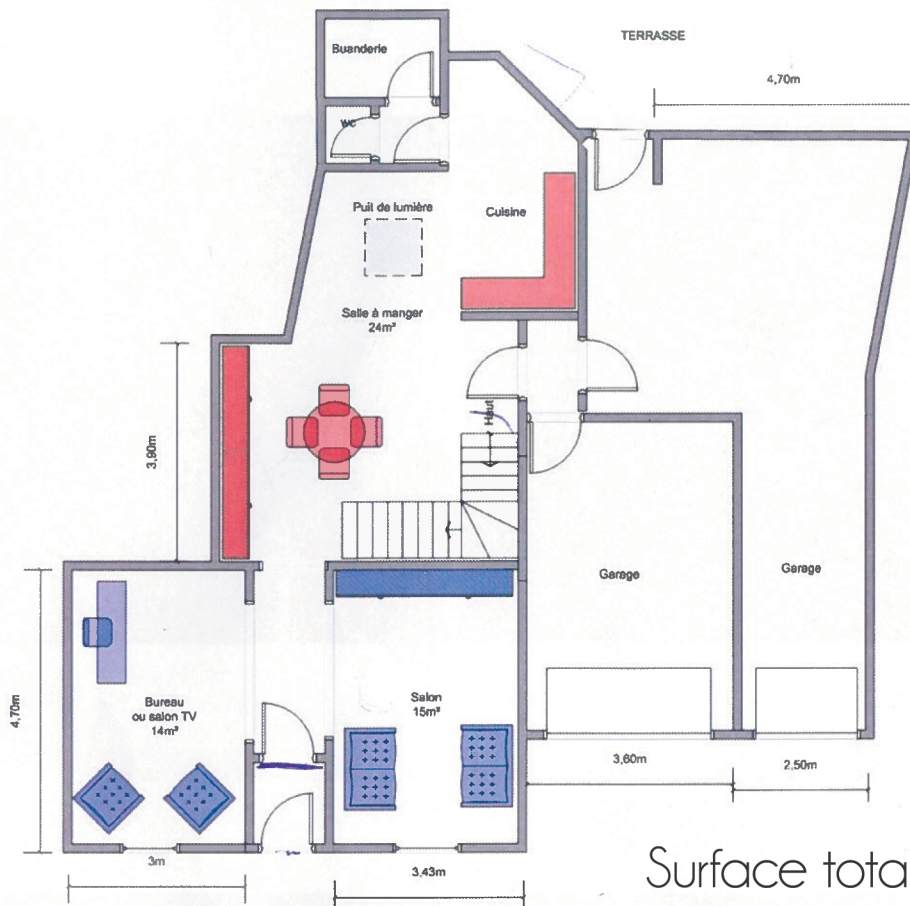 TERRASSE
Buanderie
4,70m
wc
Puit de lumière
Cuisine
Salle à manger
24m²
3,90m
Haut
Garage
Garage
4,70m
Bureau
ou salon TV
14m²
Salon
15m²
3,60m
2,50m
3m
3,43m
Surface tota